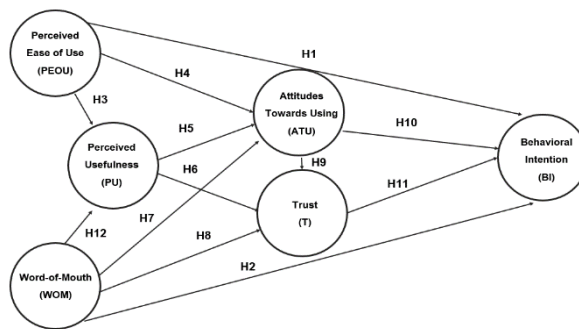 Perceived
Ease of Use
(PEOU)
H1
H4
H3
Attitudes
Towards Using
(ATU)
H5
H10
Perceived
Usefulness
(PU)
Behavioral
Intention
(BI)
H6
H9
H11
H7
Trust
(T)
H12
H8
H2
Word-of-Mouth
(WOM)